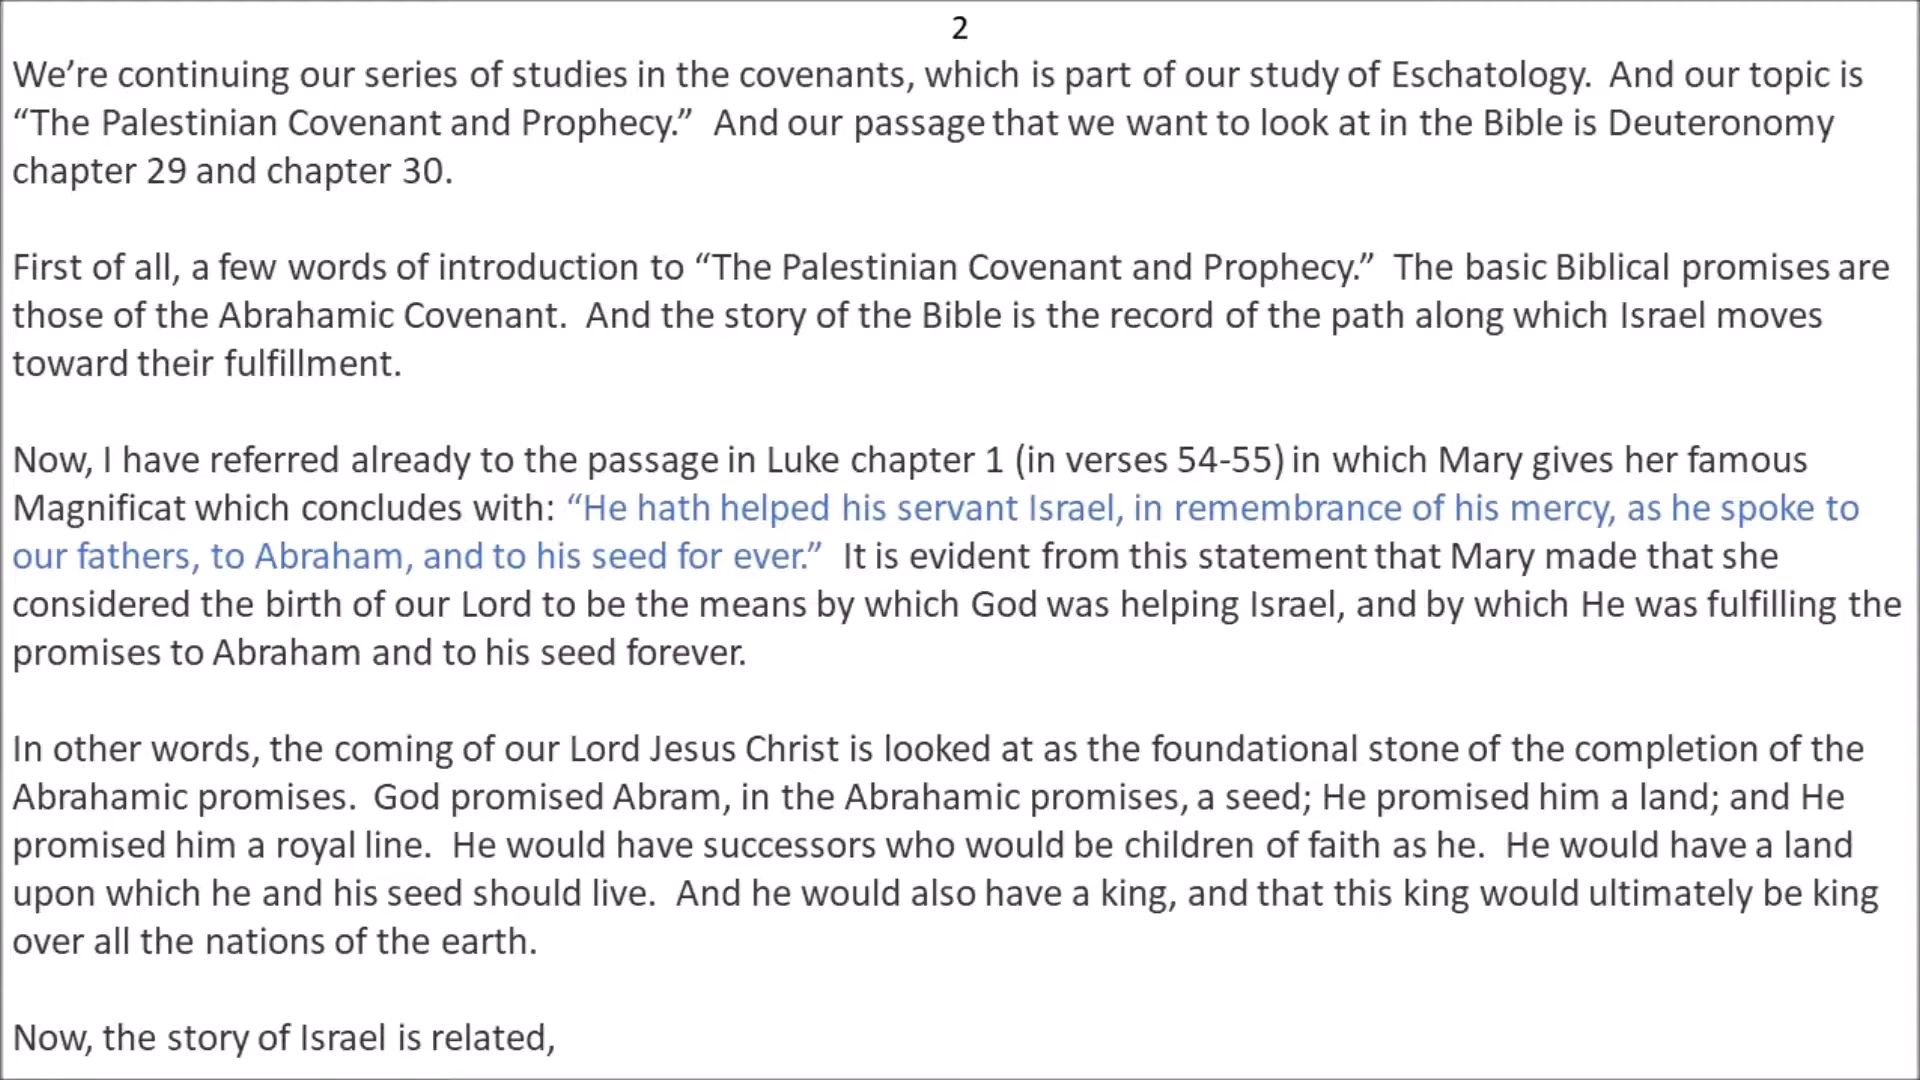 2
We’re continuing our series of studies in the covenants, which is part of our study of Eschatology.  And our topic is
“The Palestinian Covenant and Prophecy.”  And our passage that we want to look at in the Bible is Deuteronomy
chapter 29 and chapter 30.
First of all, a few words of introduction to “The Palestinian Covenant and Prophecy.”  The basic Biblical promises are
those of the Abrahamic Covenant.  And the story of the Bible is the record of the path along which Israel moves
toward their fulfillment.
Now, I have referred already to the passage in Luke chapter 1 (in verses 54-55) in which Mary gives her famous
Magnificat which concludes with: “He hath helped his servant Israel, in remembrance of his mercy, as he spoke to
our fathers, to Abraham, and to his seed for ever.”  It is evident from this statement that Mary made that she
considered the birth of our Lord to be the means by which God was helping Israel, and by which He was fulfilling the
promises to Abraham and to his seed forever.
In other words, the coming of our Lord Jesus Christ is looked at as the foundational stone of the completion of the
Abrahamic promises.  God promised Abram, in the Abrahamic promises, a seed; He promised him a land; and He
promised him a royal line.  He would have successors who would be children of faith as he.  He would have a land
upon which he and his seed should live.  And he would also have a king, and that this king would ultimately be king
over all the nations of the earth.
Now, the story of Israel is related,